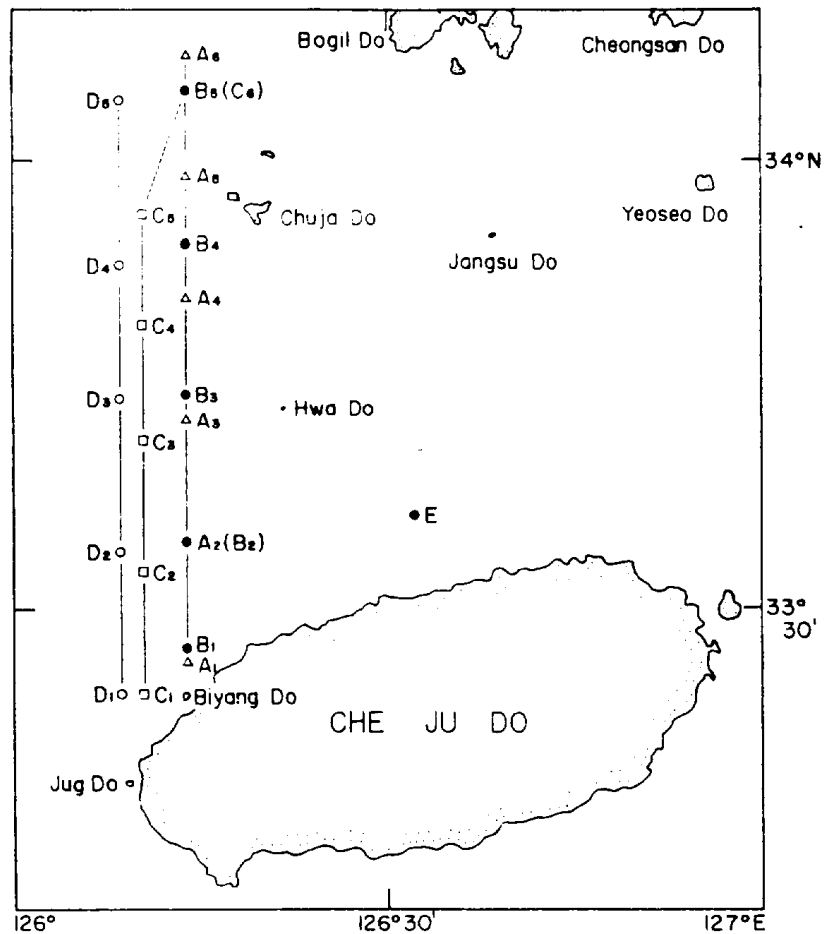 Bogil Do
Cheongsan Do
A6
B5(C6)
D5
34°N
A5
Yeoseo Do
C5
Chuja Do
B4
D4
Jangsu Do
A4
C4
B3
D3
Hwa Do
A3
C3
E
A2(B2)
D2
C2
33°
30'
B1
A1
D1
C1
Biyang Do
CHE JU DO
Jug Do
126°
126°30'
127°E